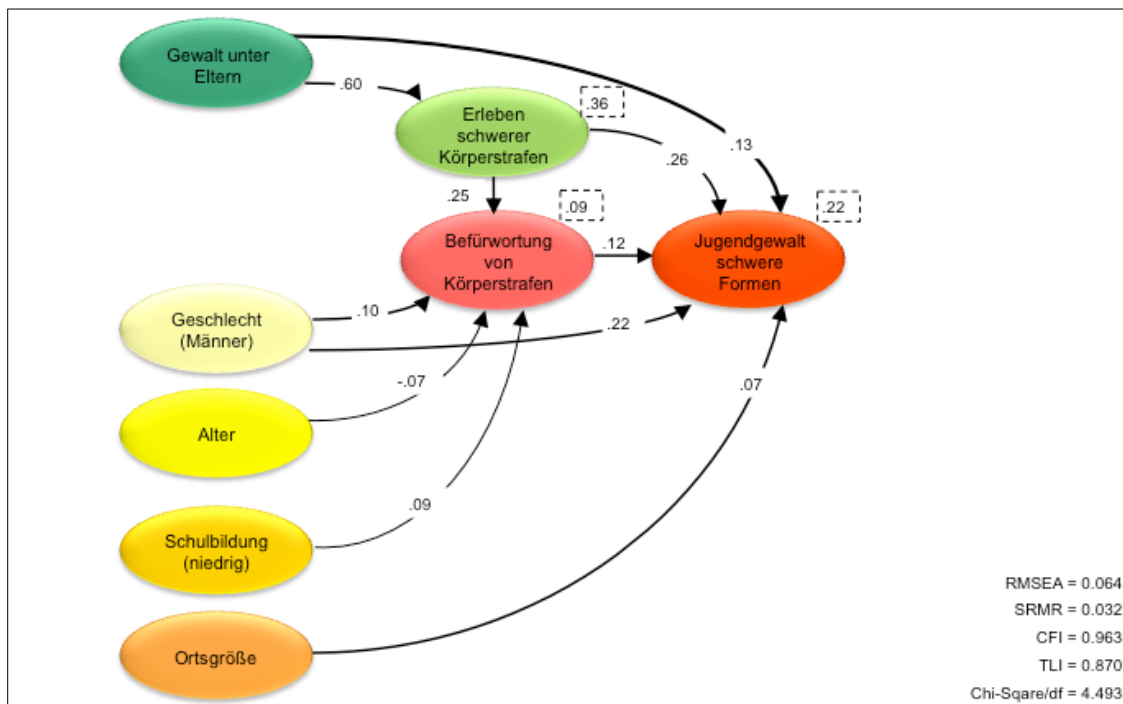 Gewalt unter
Eltern
.60
Erleben
schwerer
Körperstrafen
.36
.26
.13
.25
Befürwortung
von
Körperstrafen
.09
.12
Jugendgewalt
schwere
Formen
.22
Geschlecht
(Männer)
.10
.22
-.07
.07
Alter
.09
Schulbildung
(niedrig)
Ortsgröße
RMSEA = 0.064
SRMR = 0.032
CFI = 0.963
TLI = 0.870
Chi-Sqare/df = 4.493